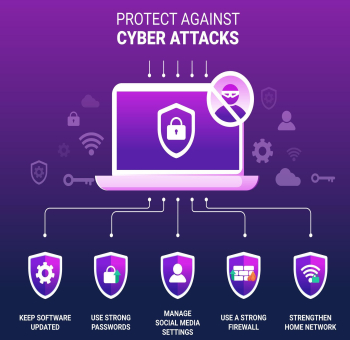 PROTECT AGAINST
CYBER ATTACKS
KEEP SOFTWARE
UPDATED
USE STRONG
PASSWORDS
MANAGE
SOCIAL MEDIA
SETTINGS
USE A STRONG
FIREWALL
STRENGTHEN
HOME NETWORK